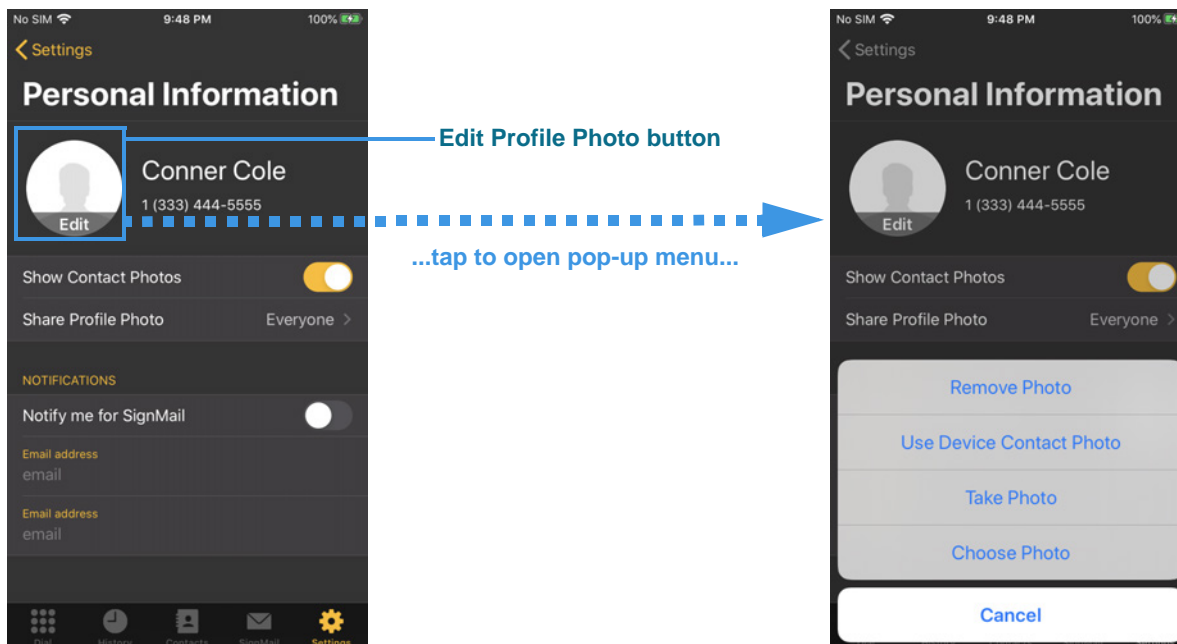 No SIM 9:48 PM 100%
Settings
Personal Information
Edit
Conner Cole
1 (333) 444-5555
Show Contact Photos
Share Profile Photo Everyone
NOTIFICATIONS
Notify me for SignMail
Email address
email
Email address
email
Dial History Contacts SignMail Settings
Edit Profile Photo button
...tap to open pop-up menu...
No SIM 9:48 PM 100%
Settings
Personal Information
Edit
Conner Cole
1 (333) 444-5555
Show Contact Photos
Share Profile Photo Everyone
Remove Photo
Use Device Contact Photo
Take Photo
Choose Photo
Cancel